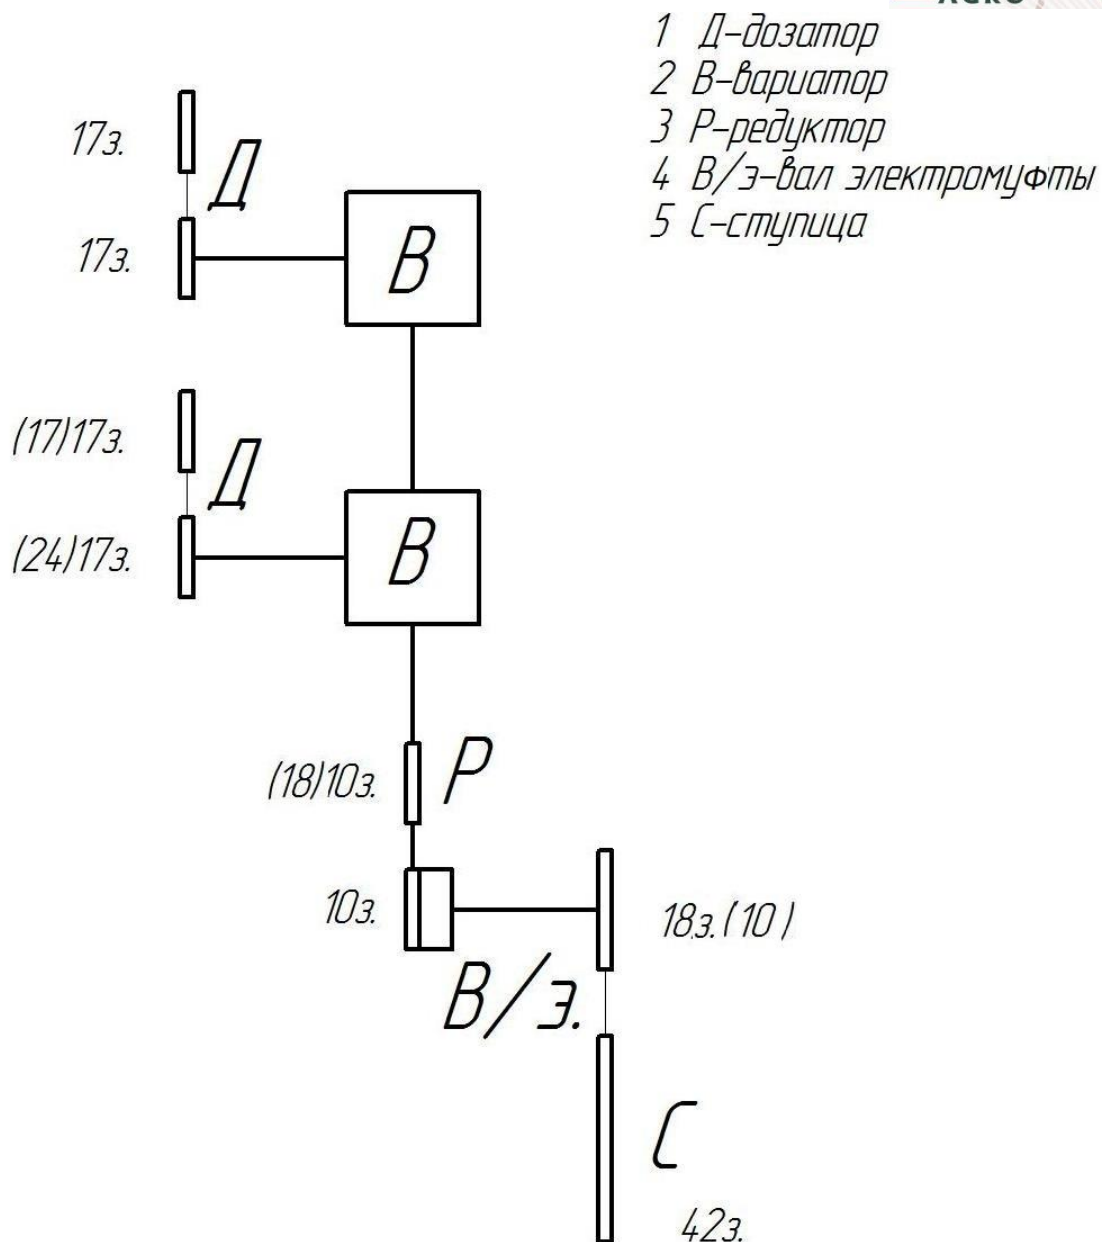 1 Д-дозатор
2 В-вариатор
3 Р-редуктор
4 В/э-вал электромуфты
5 С-ступица
17з.
Д
17з.
В
(17)17з.
Д
(24)17з.
В
(18)10з.
Р
10з.
18з.(10)
В/э.
С
42з.